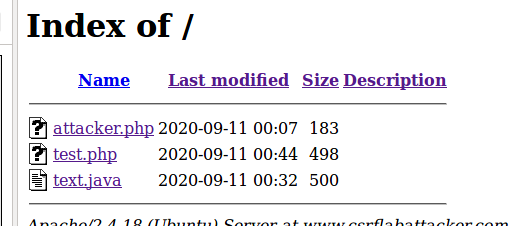 Index of /
Name Last modified Size Description
attacker.php 2020-09-11 00:07 183
test.php 2020-09-11 00:44 498
text.java 2020-09-11 00:32 500
Apache/2.4.18 (Ubuntu) Server at www.csrflabattacker.com